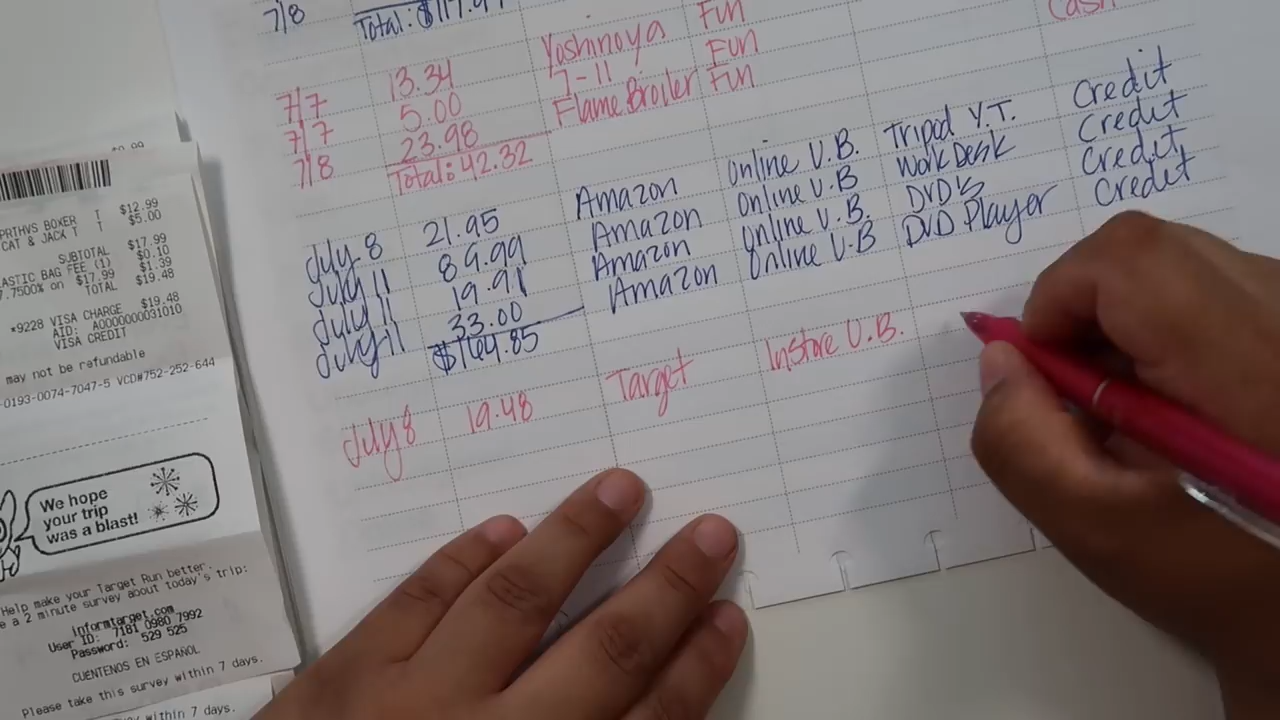 7/8 Total: $117.9
Fun
Cash
7/7 13.34 Yoshinoya Fun
7/7 5.00 7-11 Fun
7/8 23.98 Flame Broiler Fun
Total: 42.32
July 8 21.95 Amazon Online U.B. Tripod Y.T. Credit
July 11 89.99 Amazon Online U.B Work Desk Credit
July 11 19.91 Amazon Online U.B. DVD's Credit
July 11 33.00 Amazon Online U.B DVD Player Credit
$164.85
July 8 19.48 Target Instore U.B.
PRTHVS BOXER T $12.99
CAT & JACK T T $5.00
SUBTOTAL $17.99
ASTIC BAG FEE (1) $0.10
7.7500% on $17.99 $1.39
TOTAL $19.48
*9228 VISA CHARGE $19.48
AID: A0000000031010
VISA CREDIT
may not be refundable
-0193-0074-7047-5 VCD#752-252-644
We hope
your trip
was a blast!
Help make your Target Run better.
e a 2 minute survey about today's trip:
informtarget.com
User ID: 7181 0980 7992
Password: 529 525
CUENTENOS EN ESPAÑOL
Please take this survey within 7 days.
within 7 days.